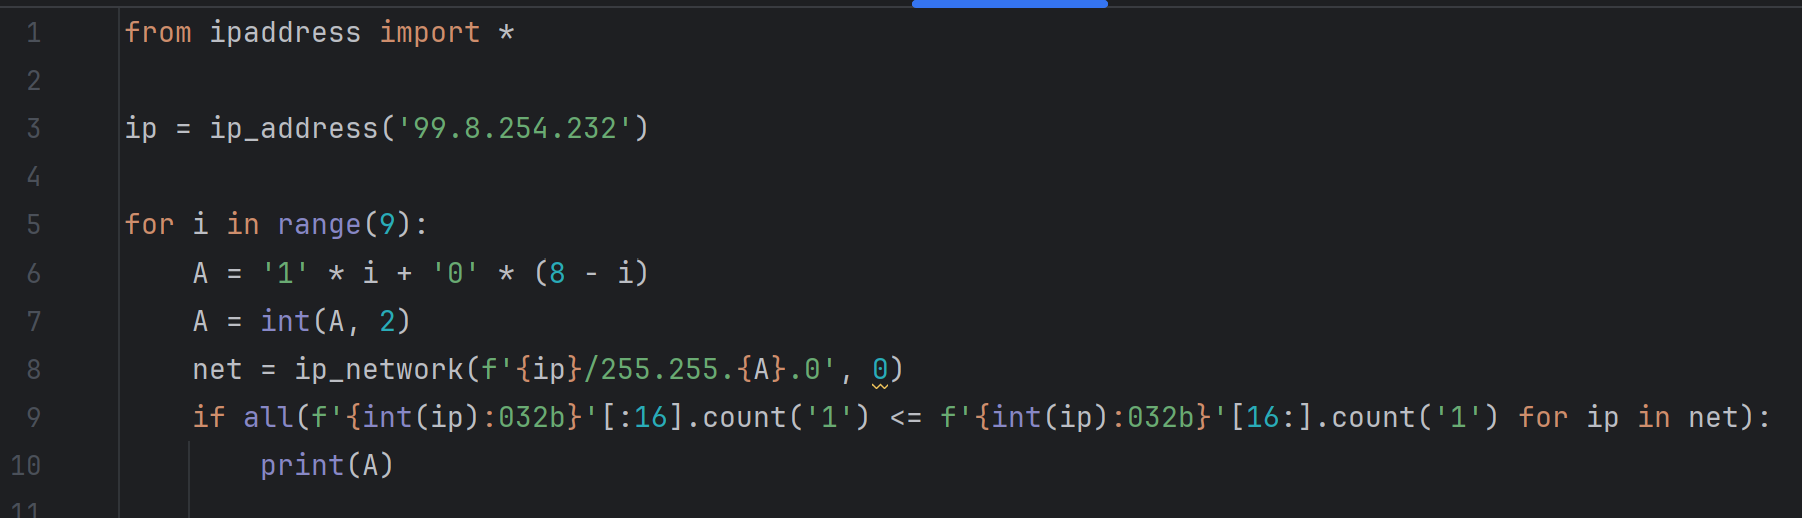 1 from ipaddress import *
2
3 ip = ip_address('99.8.254.232')
4
5 for i in range(9):
6     A = '1' * i + '0' * (8 - i)
7     A = int(A, 2)
8     net = ip_network(f'{ip}/255.255.{A}.0', 0)
9     if all(f'{int(ip):032b}'[:16].count('1') <= f'{int(ip):032b}'[16:].count('1') for ip in net):
10         print(A)
11